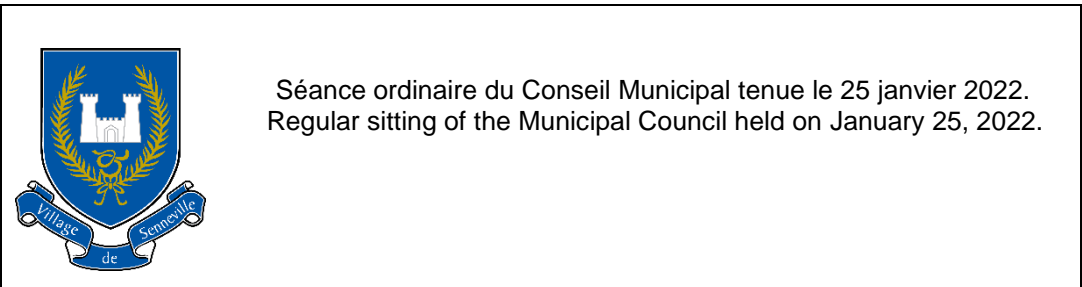 Séance ordinaire du Conseil Municipal tenue le 25 janvier 2022.
Regular sitting of the Municipal Council held on January 25, 2022.
Village
de
Senneville